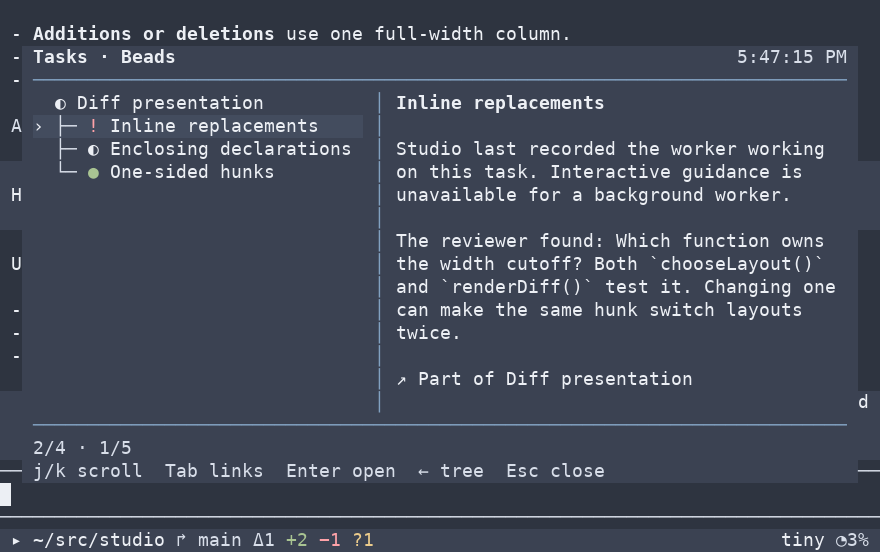 - Additions or deletions use one full-width column.
- Tasks · Beads 5:47:15 PM
-
◐ Diff presentation
Inline replacements
A › ├─ ! Inline replacements
├─ ◐ Enclosing declarations
Studio last recorded the worker working
└─ ● One-sided hunks
on this task. Interactive guidance is
H
unavailable for a background worker.
The reviewer found: Which function owns
U
the width cutoff? Both `chooseLayout()`
and `renderDiff()` test it. Changing one
- can make the same hunk switch layouts
- twice.
-
↗ Part of Diff presentation
d
2/4 · 1/5
j/k scroll Tab links Enter open ← tree Esc close
▸ ~/src/studio ↱ main Δ1 +2 −1 ?1 tiny ◔3%